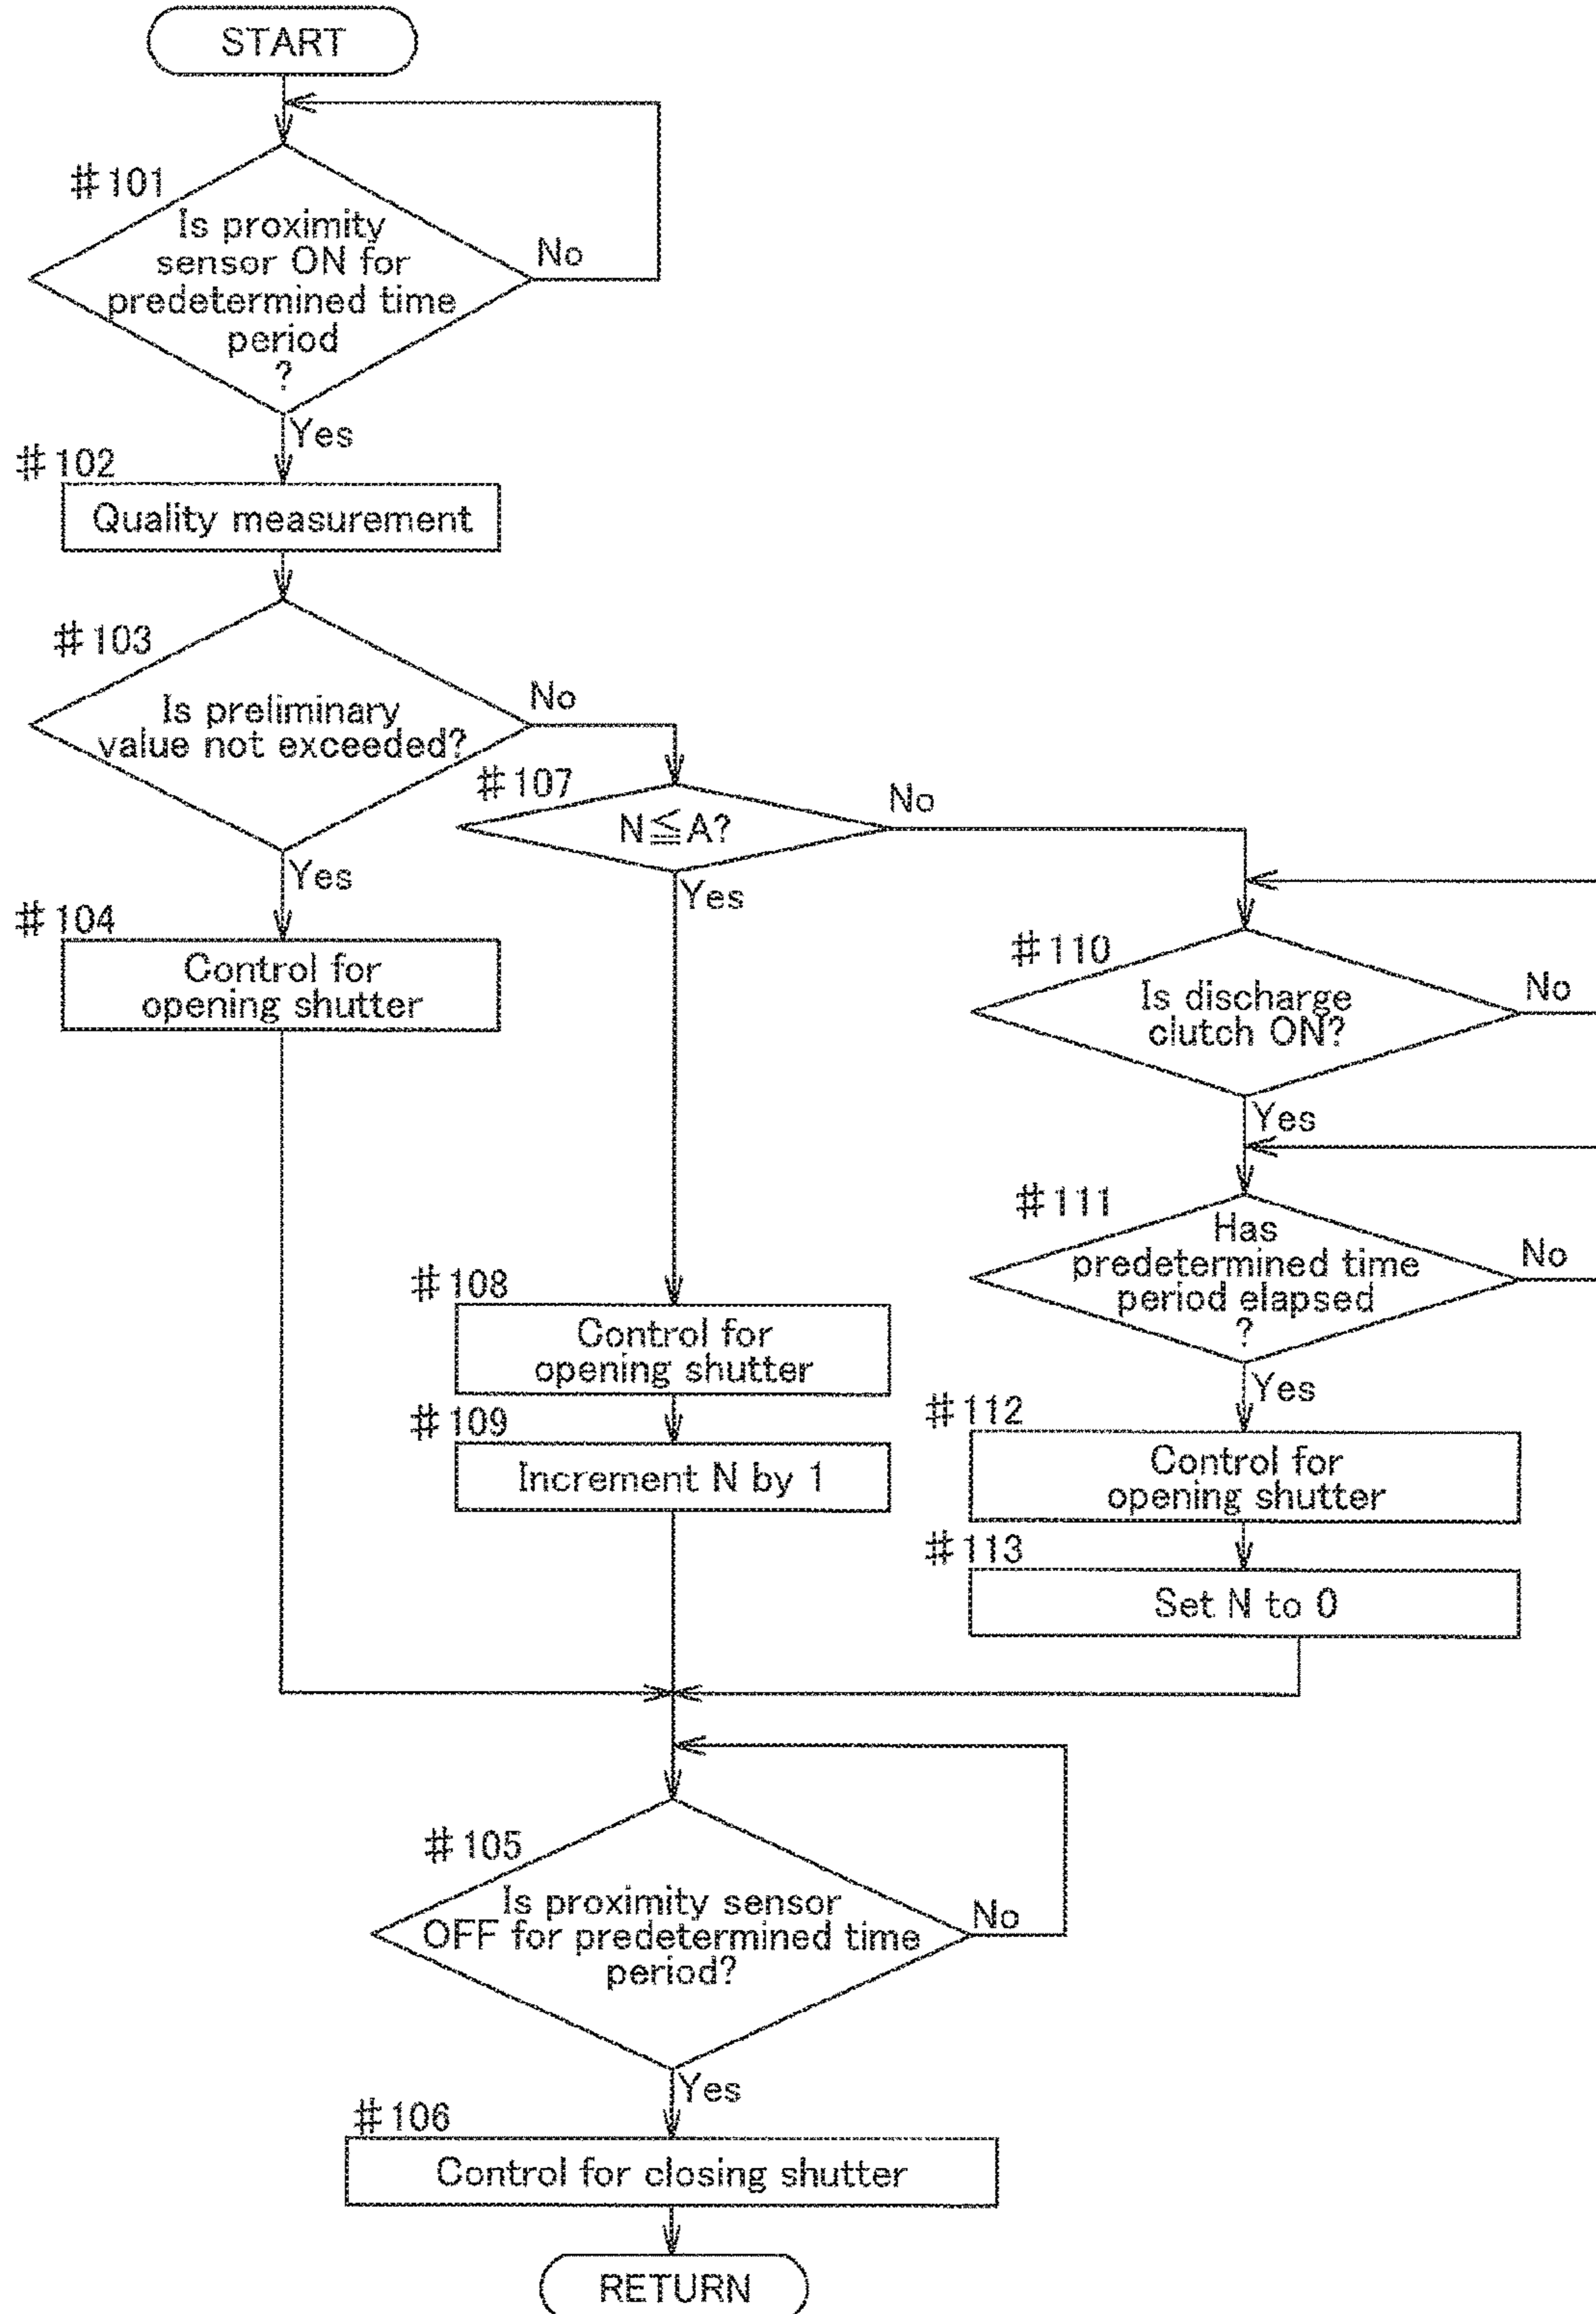 START
#101
Is proximity
sensor ON for
predetermined time
period
?
No
Yes
#102
Quality measurement
#103
Is preliminary
value not exceeded?
No
Yes
#104
Control for
opening shutter
#107
N≦A?
No
Yes
#108
Control for
opening shutter
#109
Increment N by 1
#110
Is discharge
clutch ON?
No
Yes
#111
Has
predetermined time
period elapsed
?
No
Yes
#112
Control for
opening shutter
#113
Set N to 0
#105
Is proximity sensor
OFF for predetermined time
period?
No
Yes
#106
Control for closing shutter
RETURN